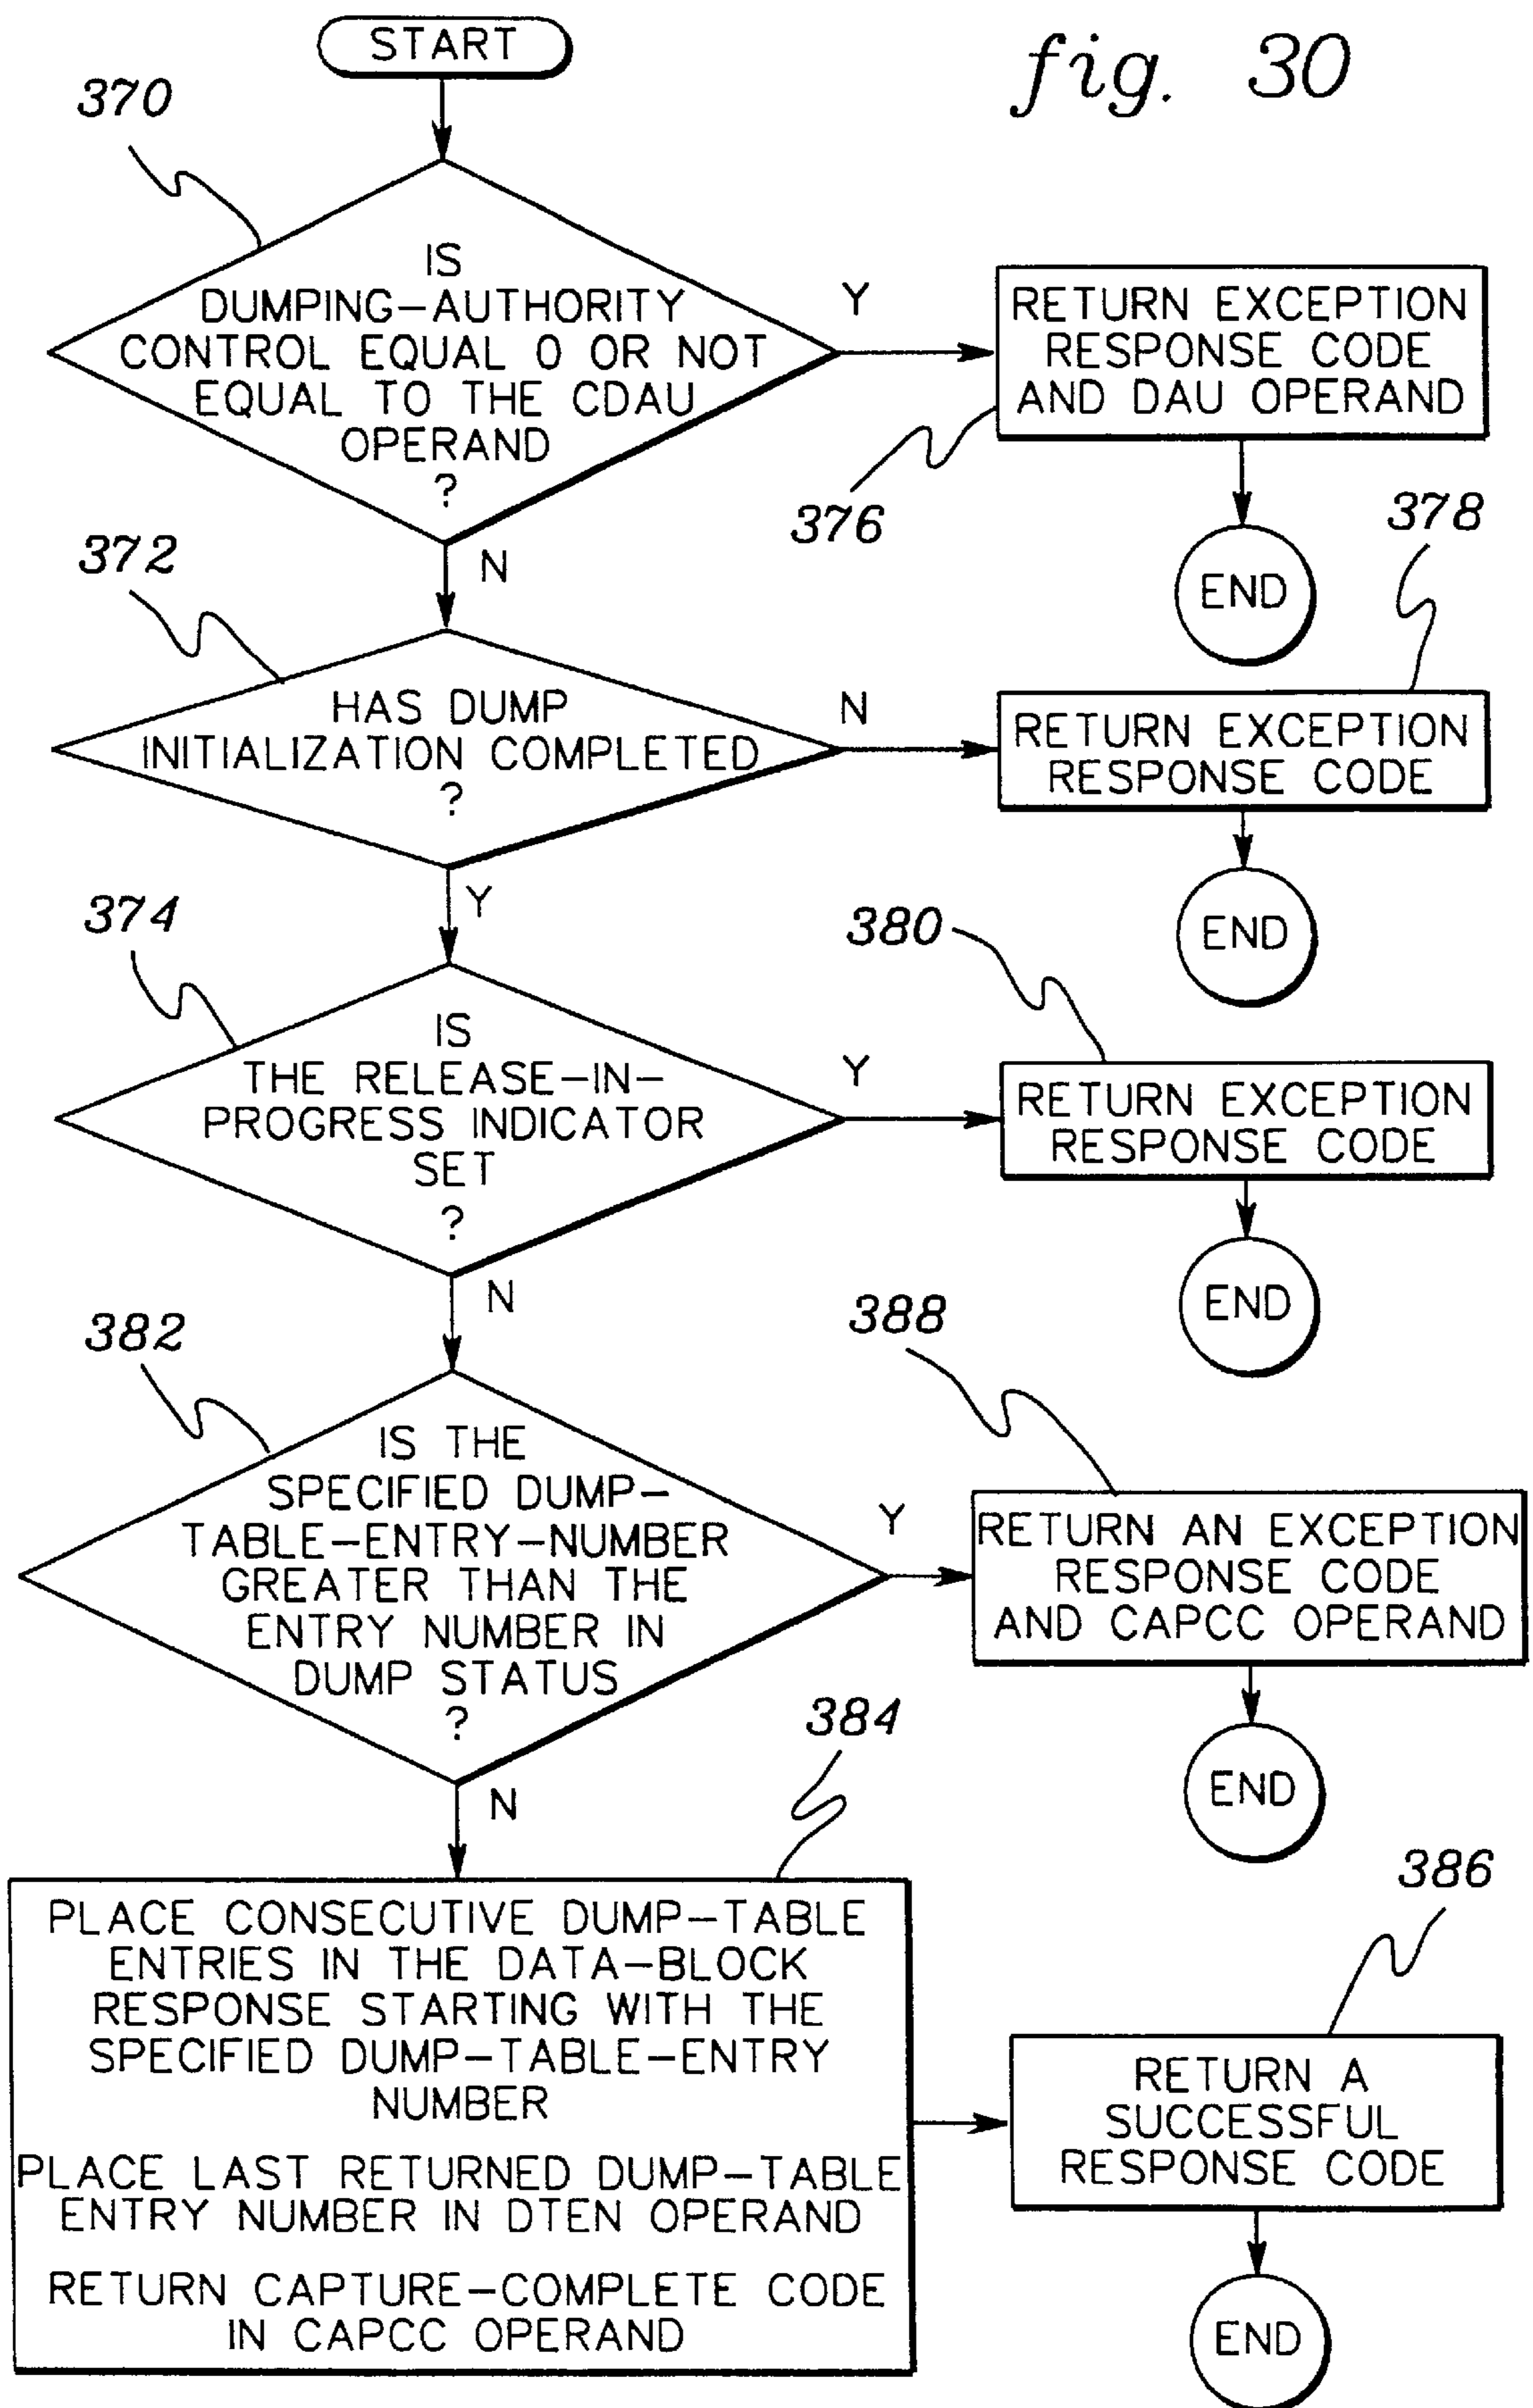 START
fig. 30
370
IS
DUMPING-AUTHORITY
CONTROL EQUAL 0 OR NOT
EQUAL TO THE CDAU
OPERAND
?
Y
RETURN EXCEPTION
RESPONSE CODE
AND DAU OPERAND
376
END
N
372
HAS DUMP
INITIALIZATION COMPLETED
?
N
378
RETURN EXCEPTION
RESPONSE CODE
END
Y
374
IS
THE RELEASE-IN-
PROGRESS INDICATOR
SET
?
Y
380
RETURN EXCEPTION
RESPONSE CODE
END
N
382
IS THE
SPECIFIED DUMP-
TABLE-ENTRY-NUMBER
GREATER THAN THE
ENTRY NUMBER IN
DUMP STATUS
?
Y
388
RETURN AN EXCEPTION
RESPONSE CODE
AND CAPCC OPERAND
END
N
384
PLACE CONSECUTIVE DUMP-TABLE
ENTRIES IN THE DATA-BLOCK
RESPONSE STARTING WITH THE
SPECIFIED DUMP-TABLE-ENTRY
NUMBER
PLACE LAST RETURNED DUMP-TABLE
ENTRY NUMBER IN DTEN OPERAND
RETURN CAPTURE-COMPLETE CODE
IN CAPCC OPERAND
386
RETURN A
SUCCESSFUL
RESPONSE CODE
END